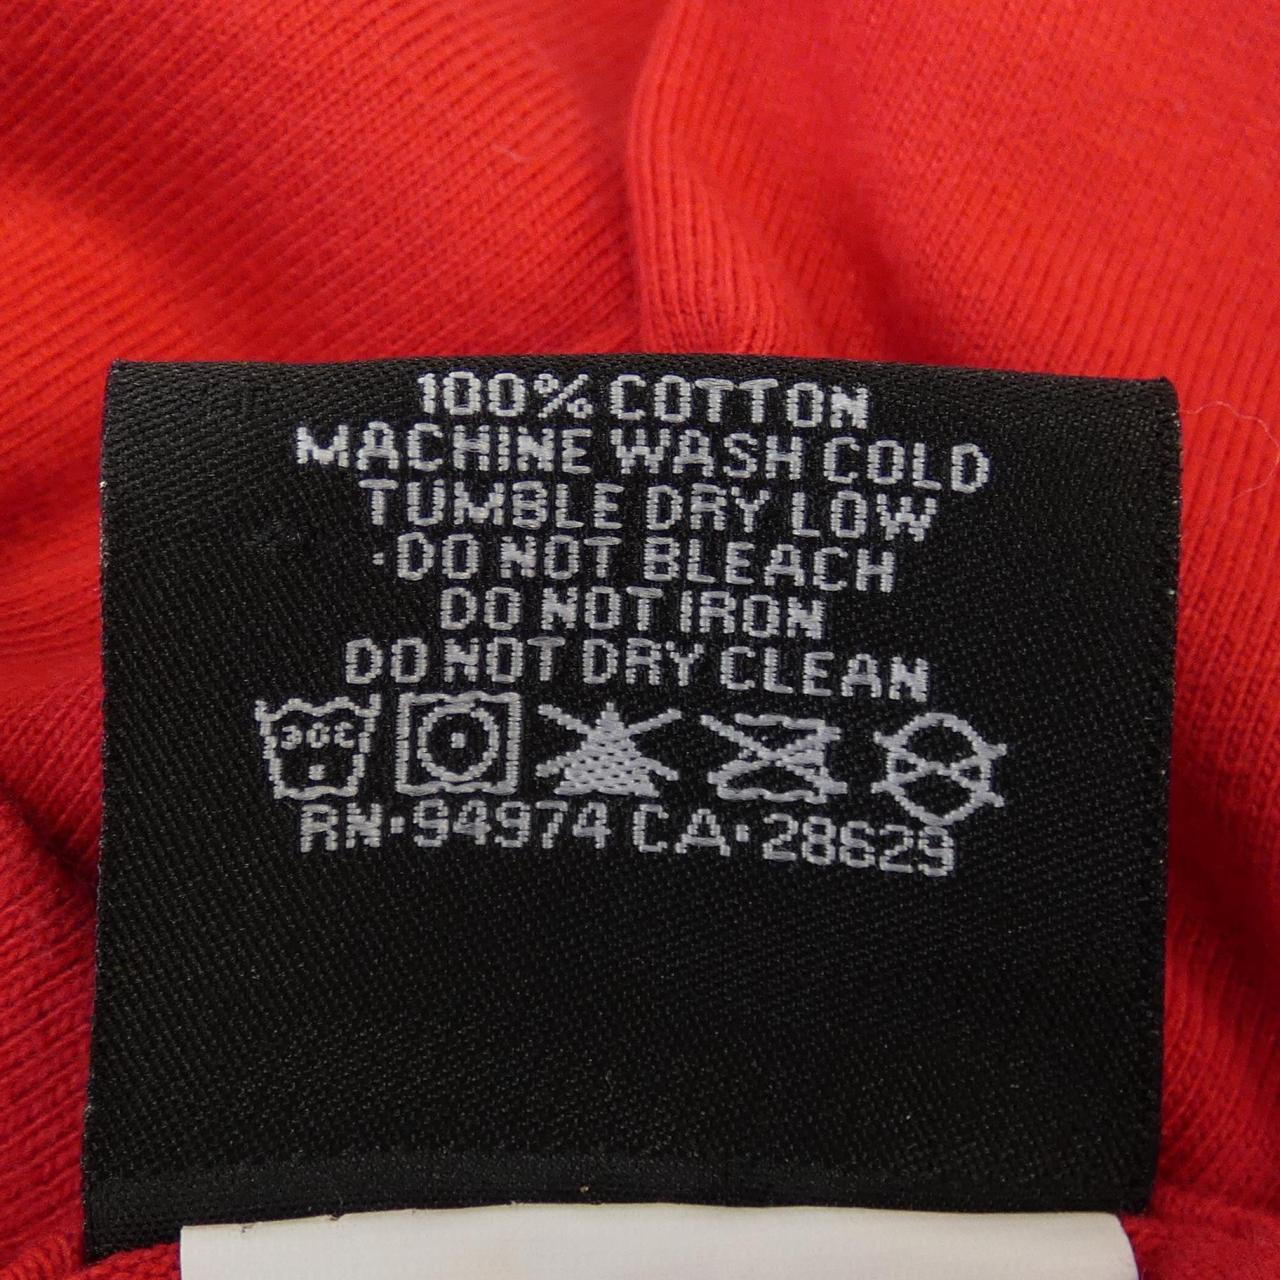 100% COTTON
MACHINE WASH COLD
TUMBLE DRY LOW
DO NOT BLEACH
DO NOT IRON
DO NOT DRY CLEAN
30C
RN·94974 CA·28629